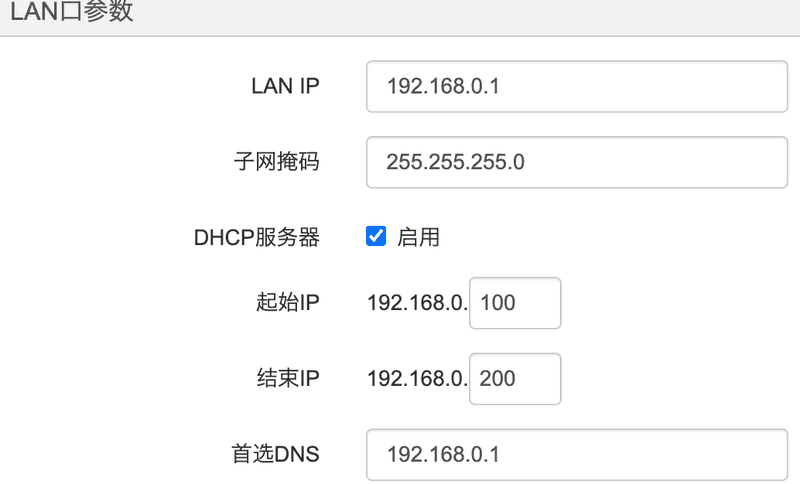 LAN口参数
LAN IP 192.168.0.1
子网掩码 255.255.255.0
DHCP服务器 启用
起始IP 192.168.0. 100
结束IP 192.168.0. 200
首选DNS 192.168.0.1